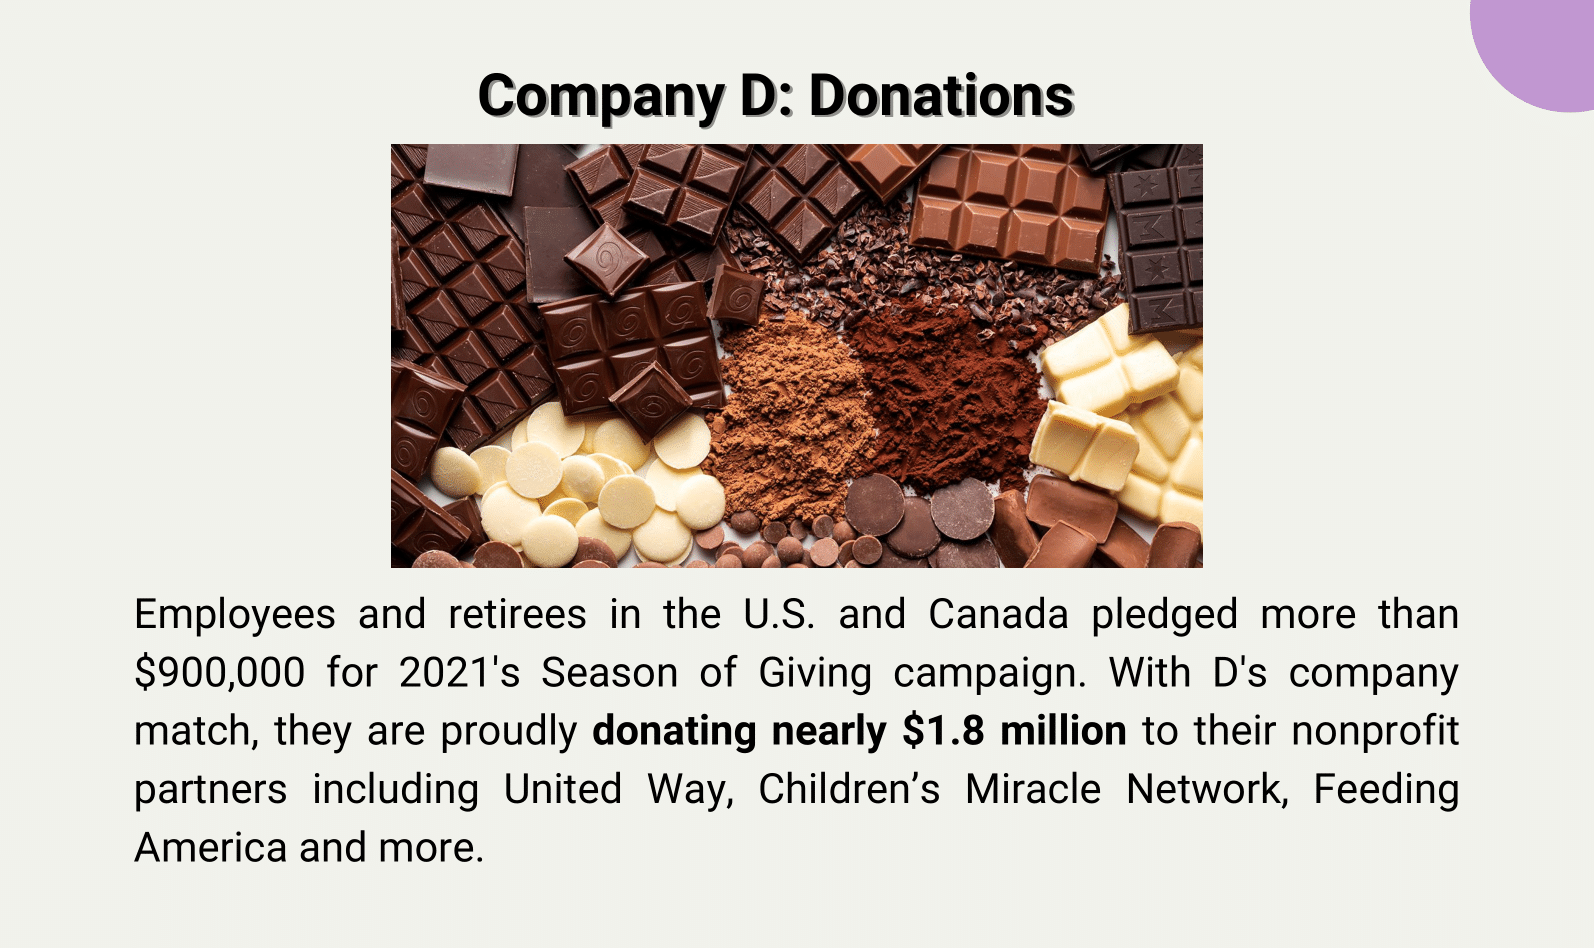 Company D: Donations
Employees and retirees in the U.S. and Canada pledged more than
$900,000 for 2021's Season of Giving campaign. With D's company
match, they are proudly donating nearly $1.8 million to their nonprofit
partners including United Way, Children’s Miracle Network, Feeding
America and more.